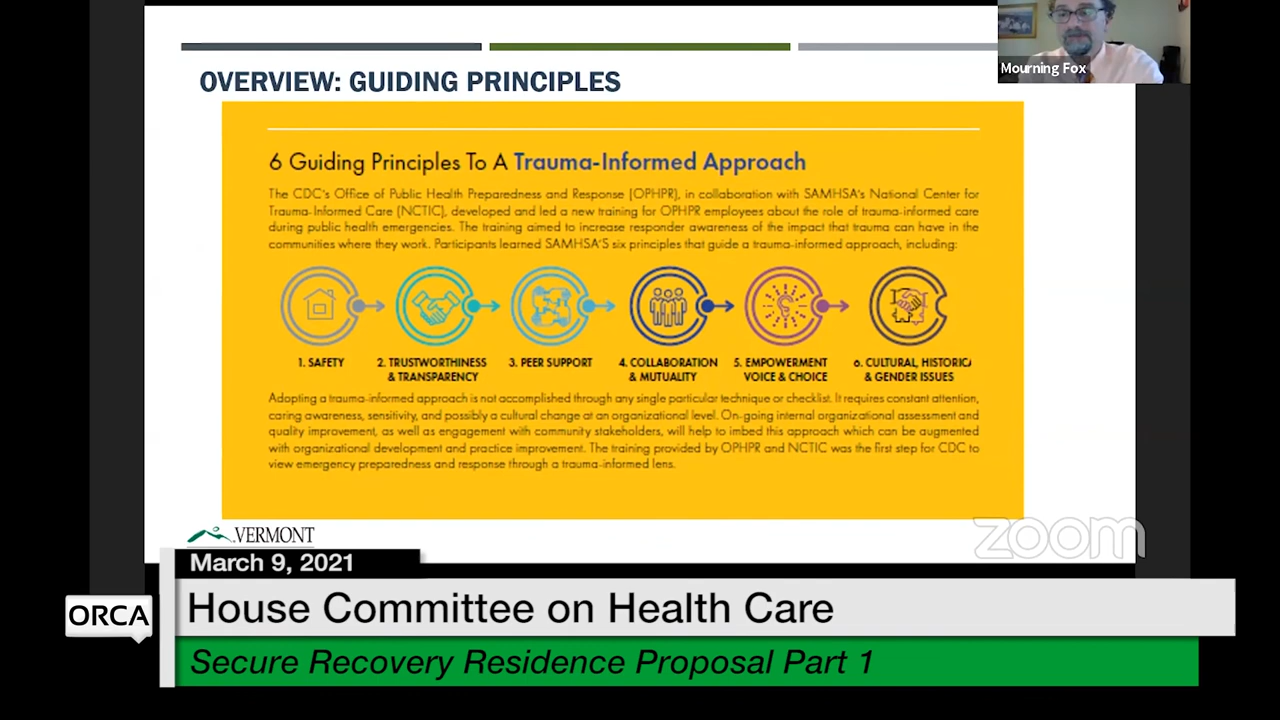 OVERVIEW: GUIDING PRINCIPLES
Mourning Fox
6 Guiding Principles To A Trauma-Informed Approach
The CDC's Office of Public Health Preparedness and Response (OPHPR), in collaboration with SAMHSA's National Center for
Trauma-Informed Care (NCTIC), developed and led a new training for OPHPR employees about the role of trauma-informed care
during public health emergencies. The training aimed to increase responder awareness of the impact that trauma can have in the
communities where they work. Participants learned SAMHSA'S six principles that guide a trauma-informed approach, including:
1. SAFETY
2. TRUSTWORTHINESS
& TRANSPARENCY
3. PEER SUPPORT
4. COLLABORATION
& MUTUALITY
5. EMPOWERMENT
VOICE & CHOICE
6. CULTURAL, HISTORICA
& GENDER ISSUES
Adopting a trauma-informed approach is not accomplished through any single particular technique or checklist. It requires constant attention,
caring awareness, sensitivity, and possibly a cultural change at an organizational level. On-going internal organizational assessment and
quality improvement, as well as engagement with community stakeholders, will help to imbed this approach which can be augmented
with organizational development and practice improvement. The training provided by OPHPR and NCTIC was the first step for CDC to
view emergency preparedness and response through a trauma-informed lens.
VERMONT
zoom
March 9, 2021
ORCA
House Committee on Health Care
Secure Recovery Residence Proposal Part 1